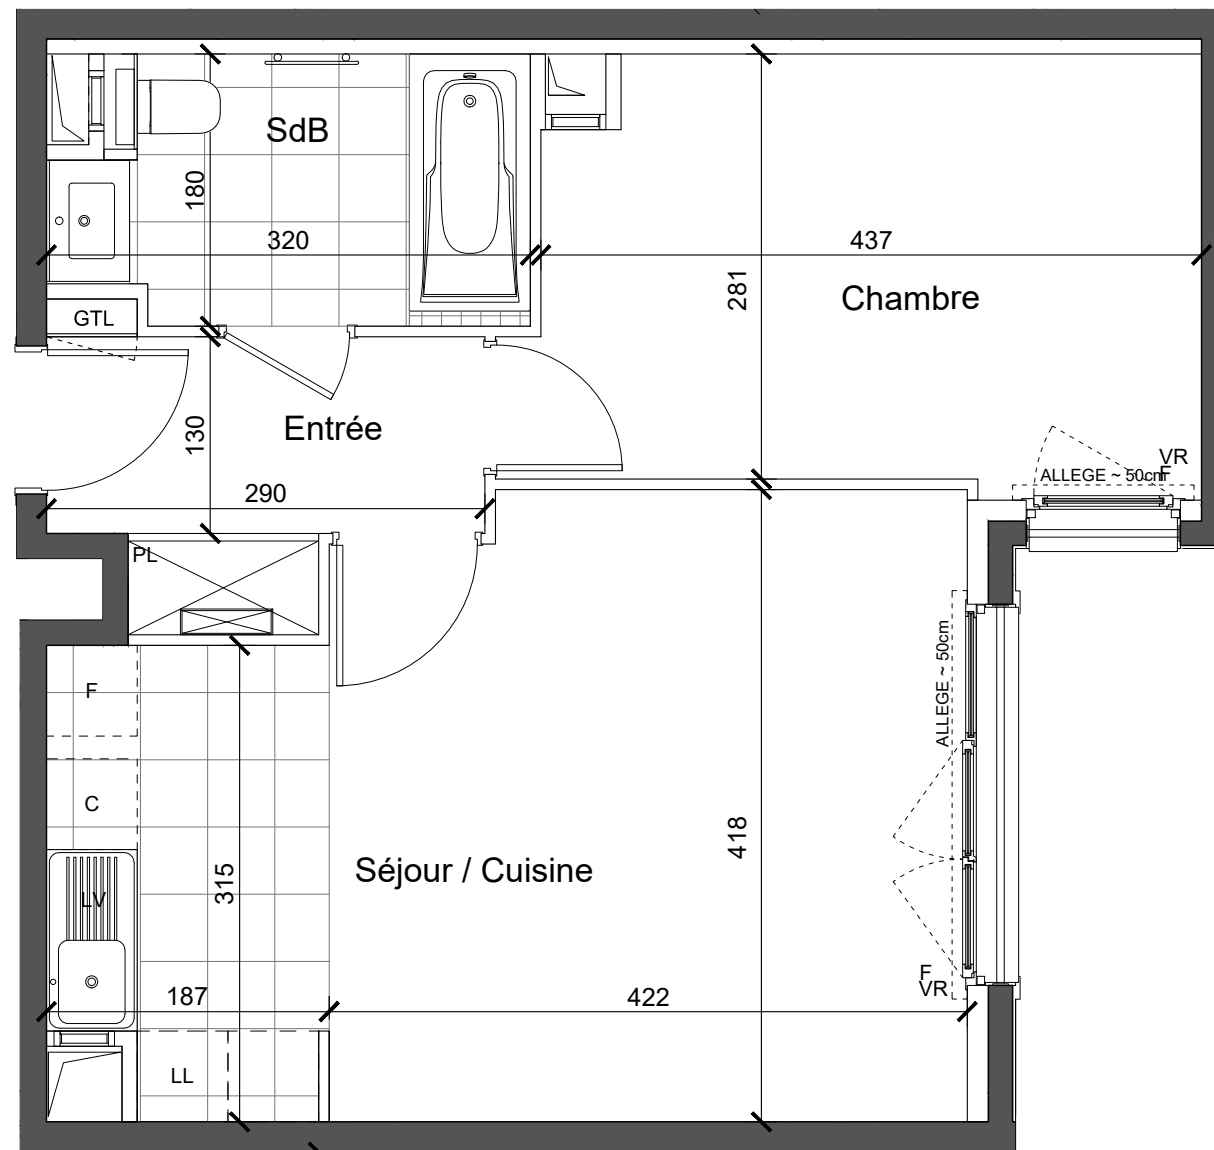 SdB
180
320
437
281
Chambre
GTL
Entrée
130
290
VR
F
ALLEGE ~ 50cm
PL
ALLEGE ~ 50cm
F
C
LV
315
Séjour / Cuisine
418
F
VR
187
422
LL